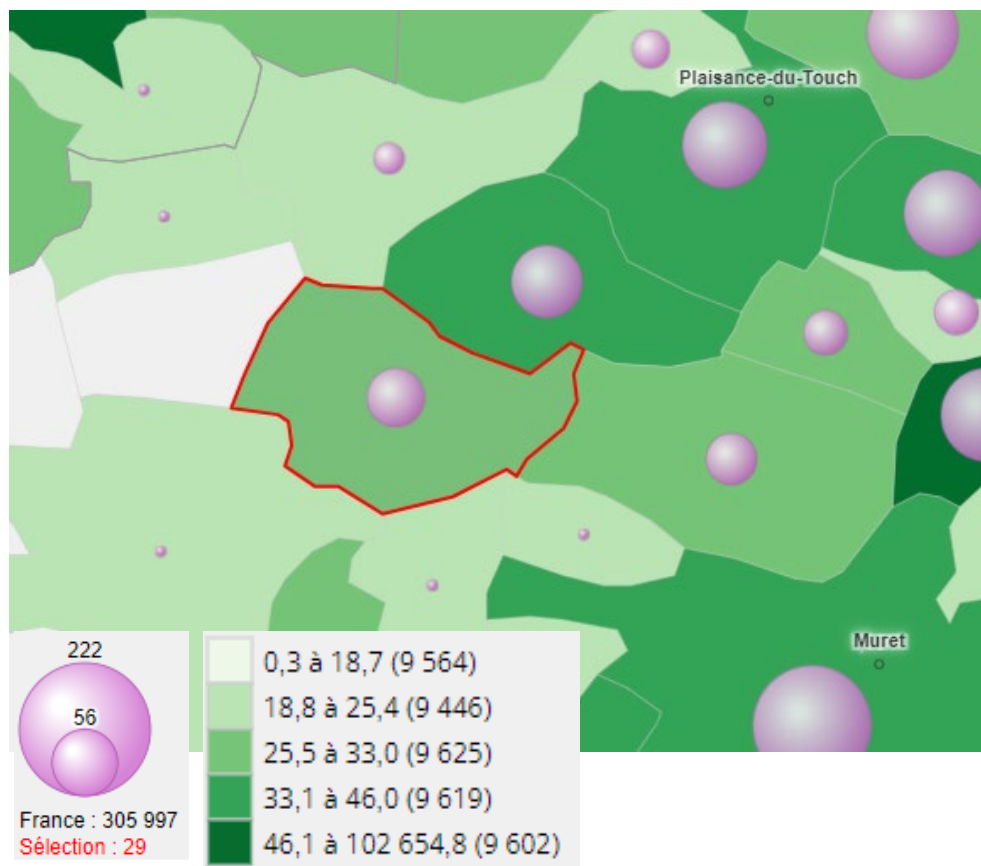 Plaisance-du-Touch
Muret
222
56
France : 305 997
Sélection : 29
0,3 à 18,7 (9 564)
18,8 à 25,4 (9 446)
25,5 à 33,0 (9 625)
33,1 à 46,0 (9 619)
46,1 à 102 654,8 (9 602)